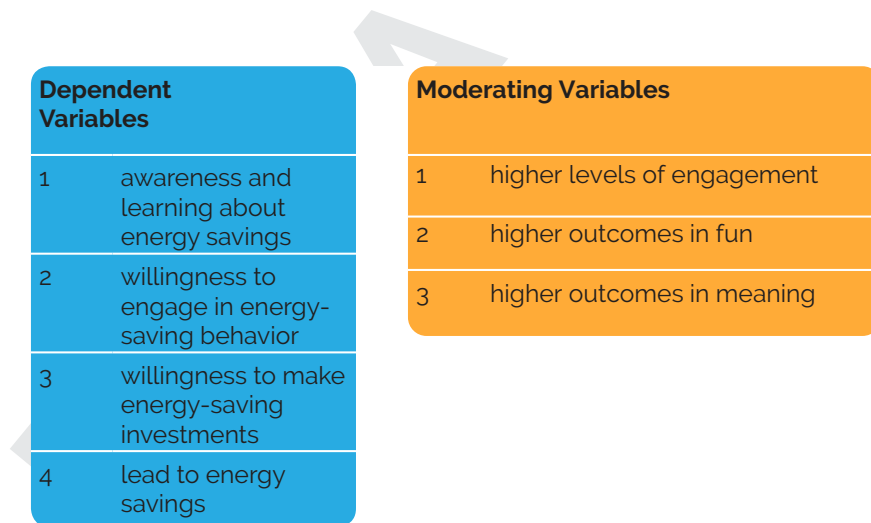 Dependent
Variables
1 awareness and
learning about
energy savings
2 willingness to
engage in energy-
saving behavior
3 willingness to make
energy-saving
investments
4 lead to energy
savings
Moderating Variables
1 higher levels of engagement
2 higher outcomes in fun
3 higher outcomes in meaning